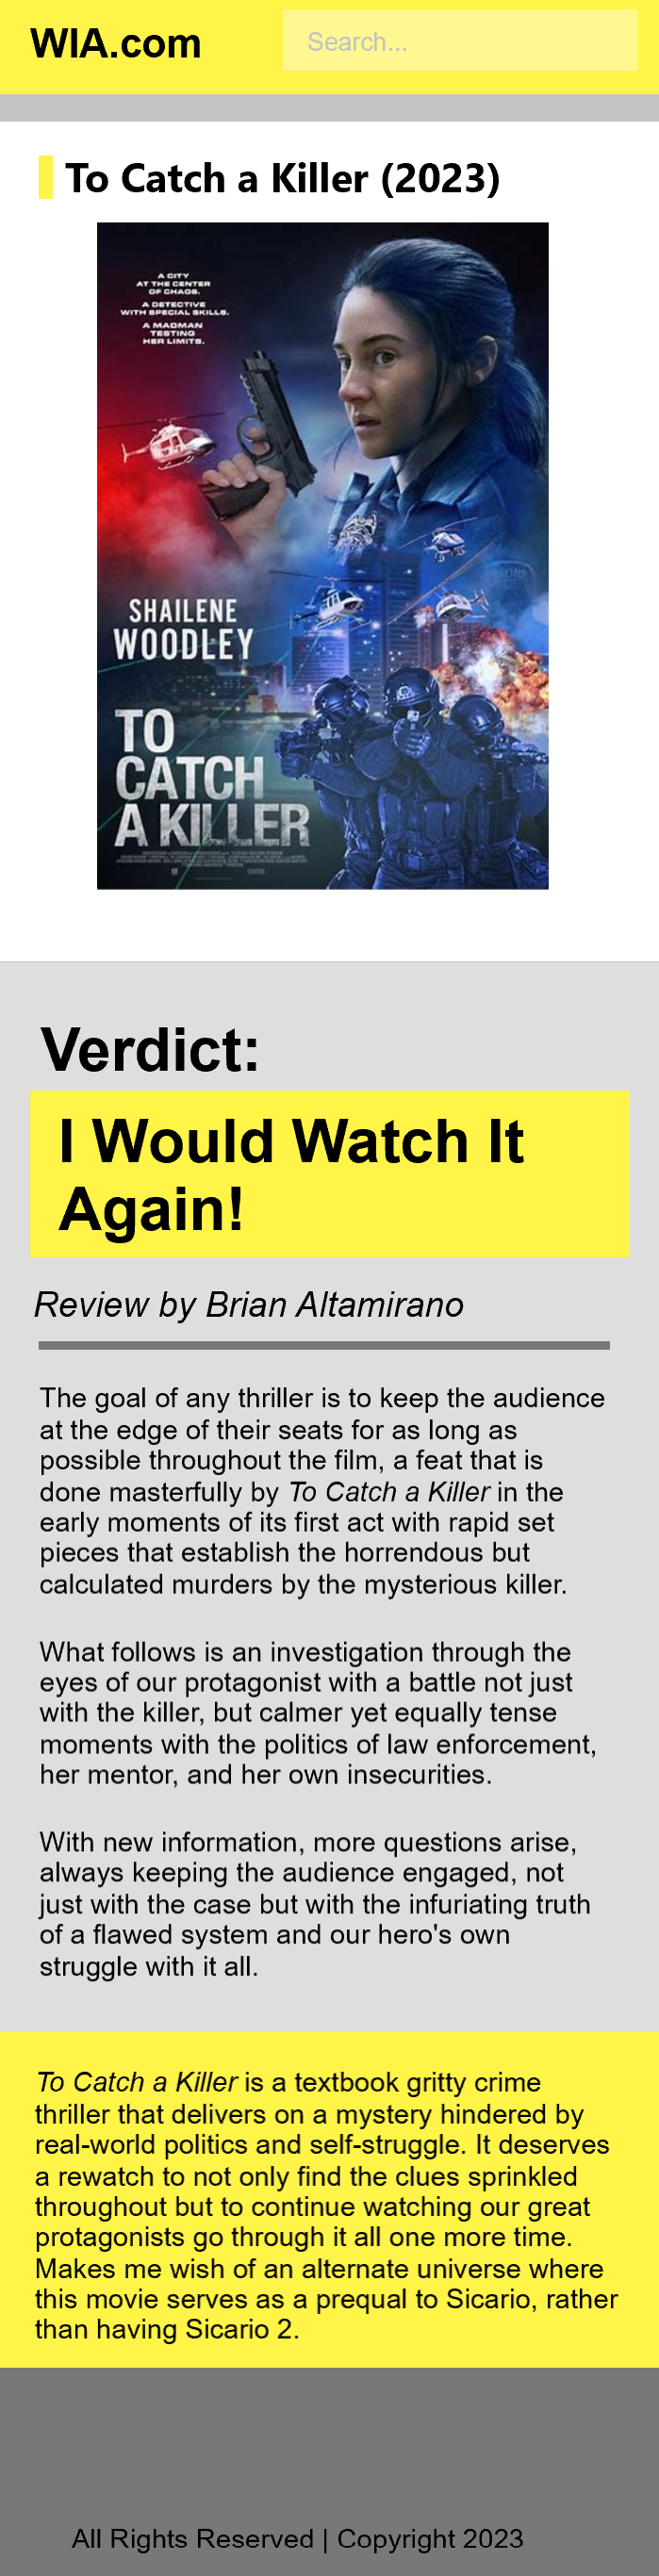 WIA.com
Search...
To Catch a Killer (2023)
A CITY
AT THE CENTER
OF CHAOS.
A DETECTIVE
WITH SPECIAL SKILLS.
A MADMAN
TESTING
HER LIMITS.
SHAILENE
WOODLEY
TO
CATCH
A KILLER
Verdict:
I Would Watch It
Again!
Review by Brian Altamirano
The goal of any thriller is to keep the audience
at the edge of their seats for as long as
possible throughout the film, a feat that is
done masterfully by To Catch a Killer in the
early moments of its first act with rapid set
pieces that establish the horrendous but
calculated murders by the mysterious killer.
What follows is an investigation through the
eyes of our protagonist with a battle not just
with the killer, but calmer yet equally tense
moments with the politics of law enforcement,
her mentor, and her own insecurities.
With new information, more questions arise,
always keeping the audience engaged, not
just with the case but with the infuriating truth
of a flawed system and our hero's own
struggle with it all.
To Catch a Killer is a textbook gritty crime
thriller that delivers on a mystery hindered by
real-world politics and self-struggle. It deserves
a rewatch to not only find the clues sprinkled
throughout but to continue watching our great
protagonists go through it all one more time.
Makes me wish of an alternate universe where
this movie serves as a prequel to Sicario, rather
than having Sicario 2.
All Rights Reserved | Copyright 2023